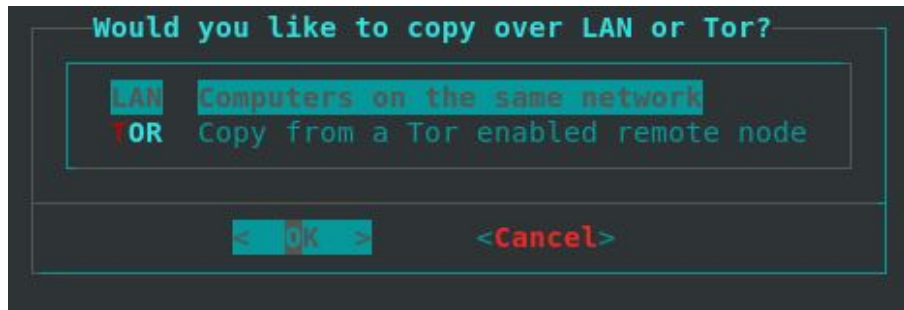 Would you like to copy over LAN or Tor?
LAN Computers on the same network
TOR Copy from a Tor enabled remote node
< OK > <Cancel>